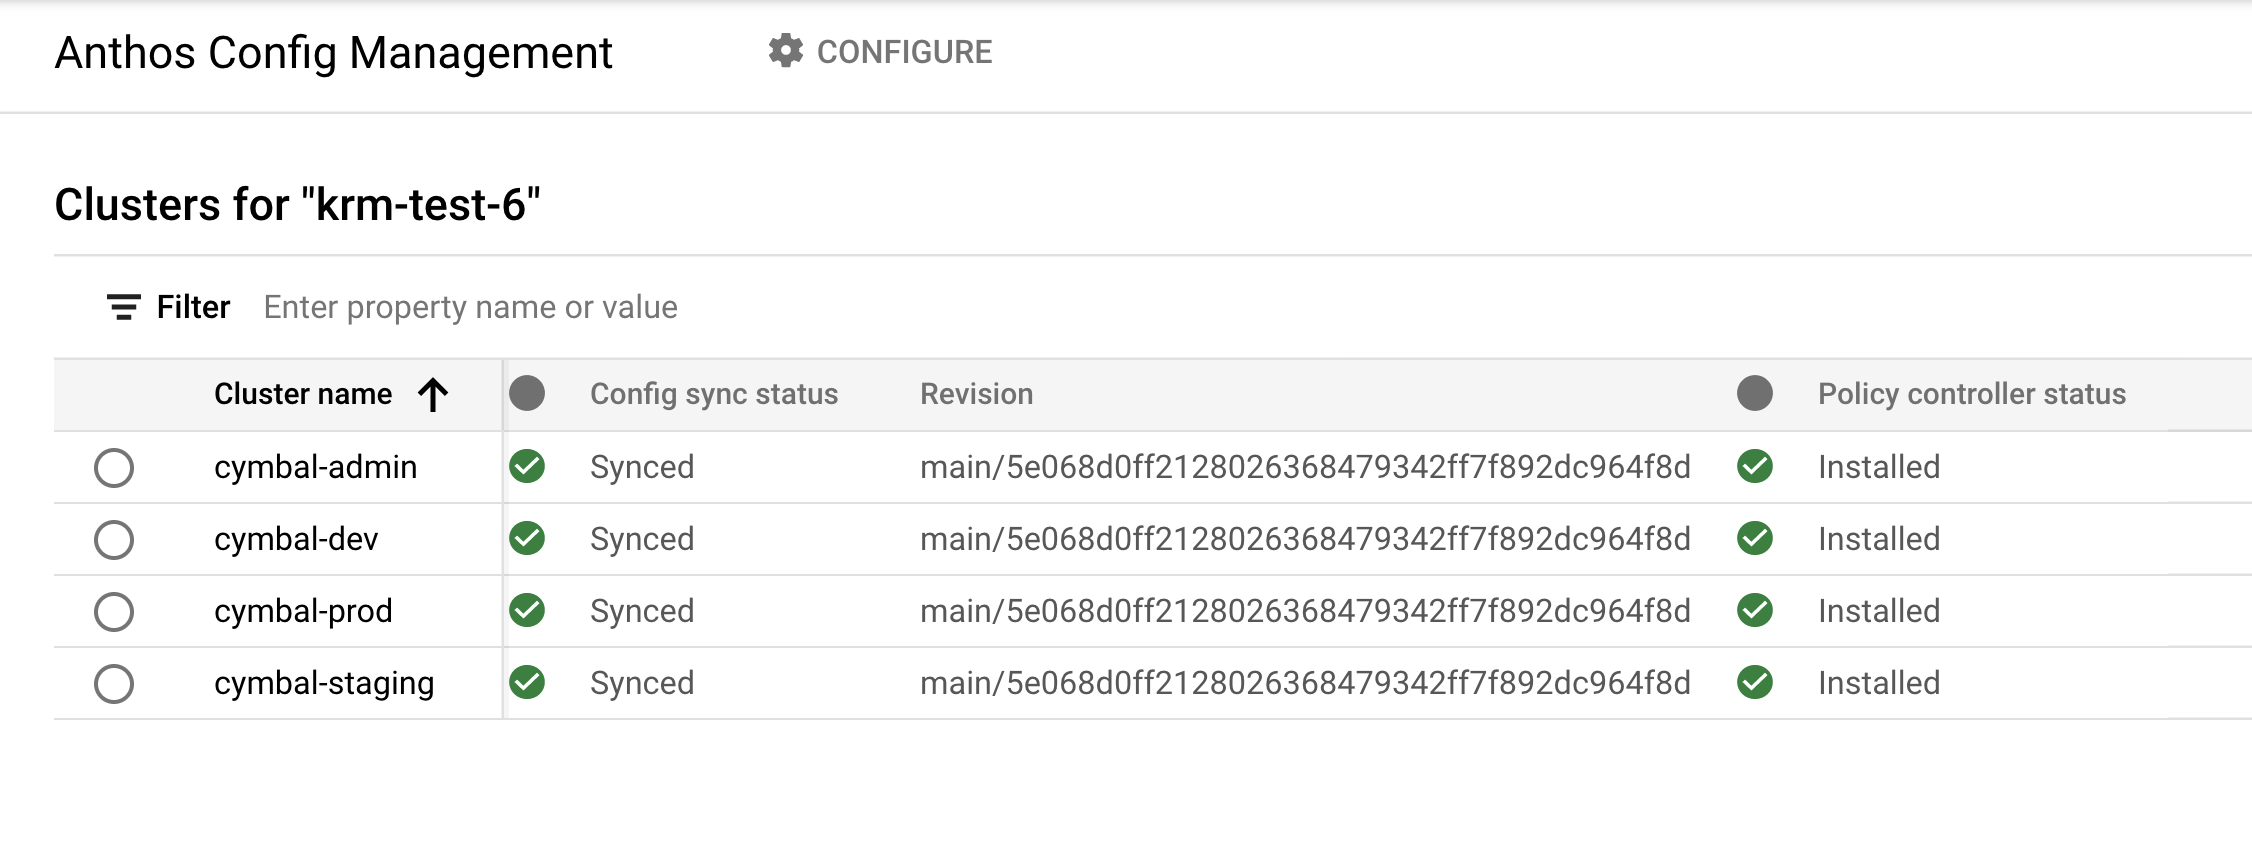 Anthos Config Management CONFIGURE
Clusters for "krm-test-6"
Filter Enter property name or value
Cluster name Config sync status Revision Policy controller status
cymbal-admin Synced main/5e068d0ff2128026368479342ff7f892dc964f8d Installed
cymbal-dev Synced main/5e068d0ff2128026368479342ff7f892dc964f8d Installed
cymbal-prod Synced main/5e068d0ff2128026368479342ff7f892dc964f8d Installed
cymbal-staging Synced main/5e068d0ff2128026368479342ff7f892dc964f8d Installed